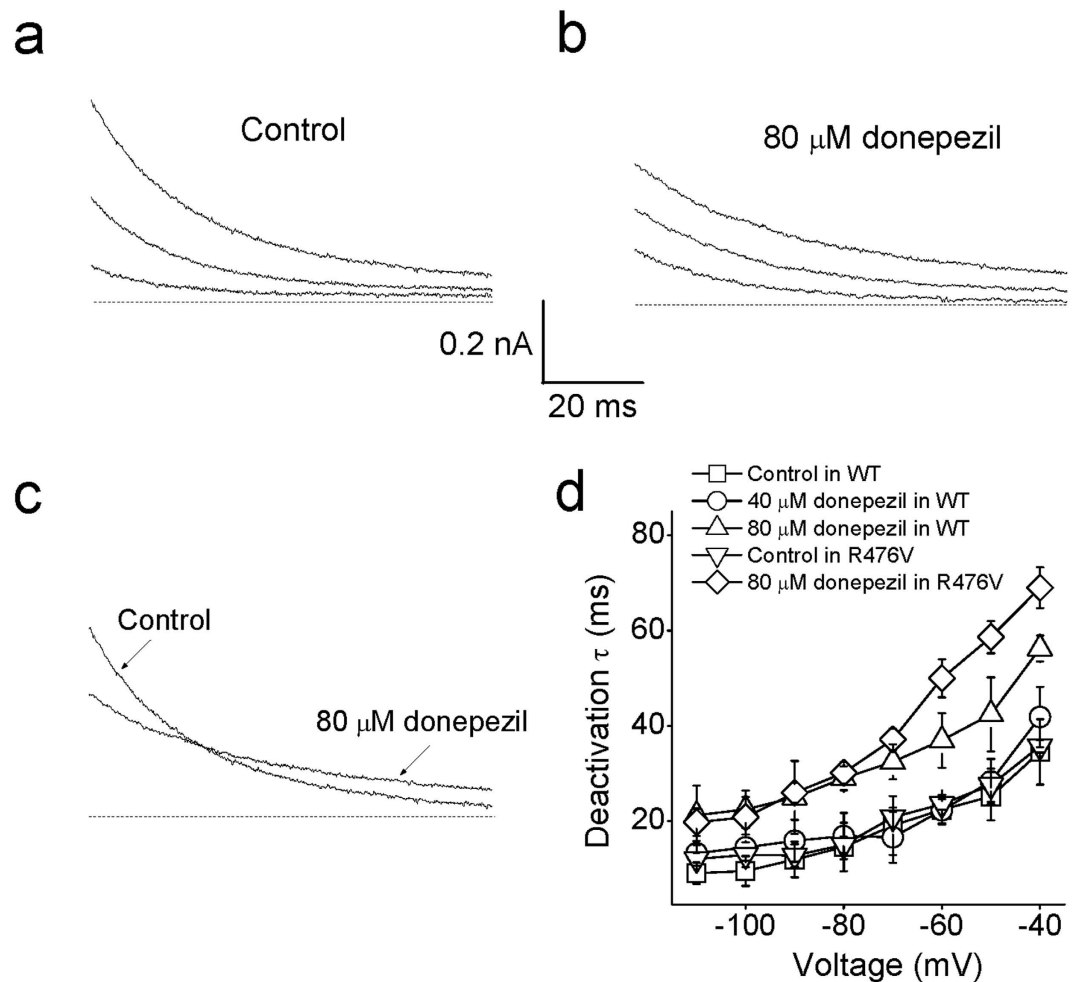 a
b
Control
80 μM donepezil
0.2 nA
20 ms
c
d
Control
80 μM donepezil
Control in WT
40 μM donepezil in WT
80 μM donepezil in WT
Control in R476V
80 μM donepezil in R476V
Deactivation τ (ms)
80
60
40
20
-100
-80
-60
-40
Voltage (mV)